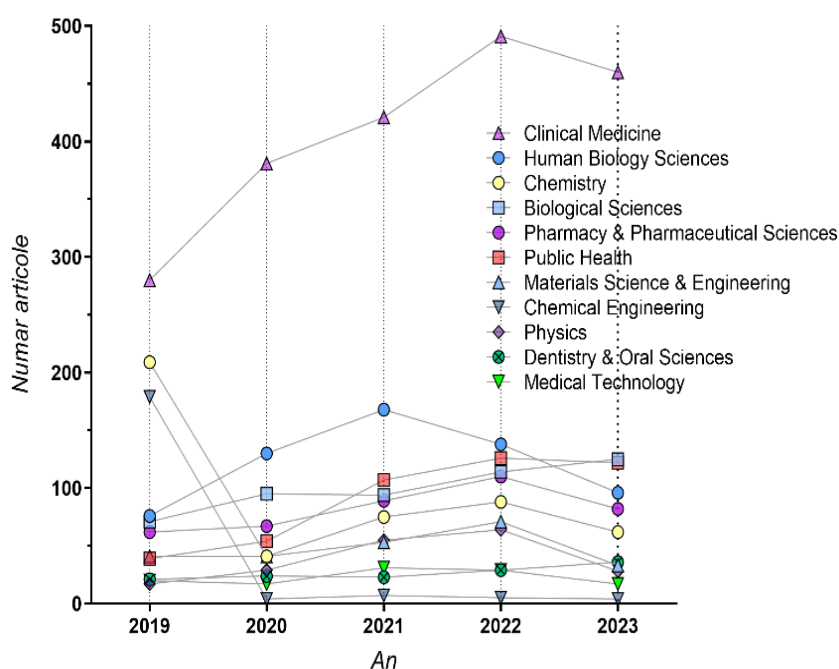 500
400
300
200
100
0
Numar articole
Clinical Medicine
Human Biology Sciences
Chemistry
Biological Sciences
Pharmacy & Pharmaceutical Sciences
Public Health
Materials Science & Engineering
Chemical Engineering
Physics
Dentistry & Oral Sciences
Medical Technology
2019 2020 2021 2022 2023
An